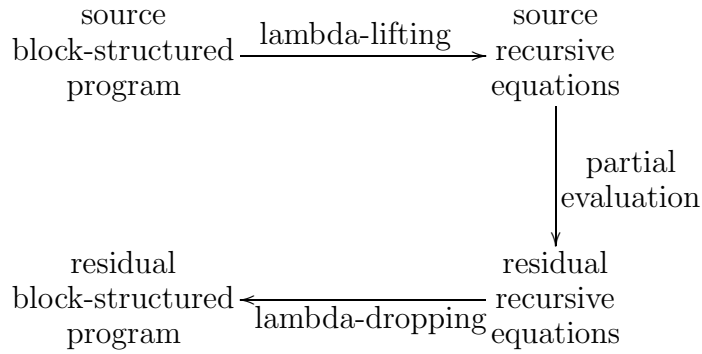 source
block-structured
program
lambda-lifting
source
recursive
equations
partial
evaluation
residual
block-structured
program
lambda-dropping
residual
recursive
equations